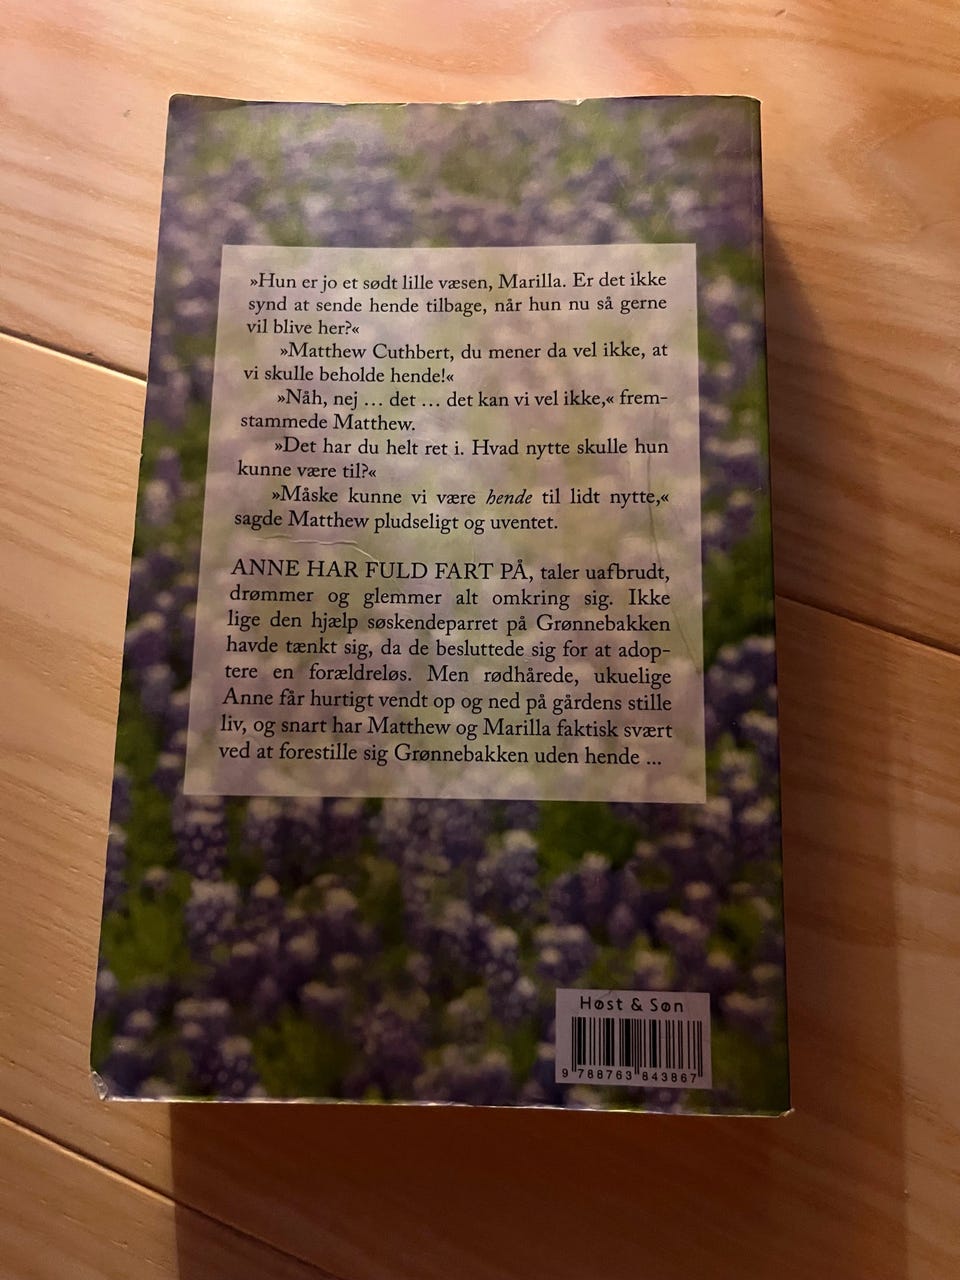 »Hun er jo et sødt lille væsen, Marilla. Er det ikke
synd at sende hende tilbage, når hun nu så gerne
vil blive her?«
»Matthew Cuthbert, du mener da vel ikke, at
vi skulle beholde hende!«
»Nåh, nej ... det ... det kan vi vel ikke,« frem-
stammede Matthew.
»Det har du helt ret i. Hvad nytte skulle hun
kunne være til?«
»Måske kunne vi være hende til lidt nytte,«
sagde Matthew pludseligt og uventet.
ANNE HAR FULD FART PÅ, taler uafbrudt,
drømmer og glemmer alt omkring sig. Ikke
lige den hjælp søskendeparret på Grønnebakken
havde tænkt sig, da de besluttede sig for at adop-
tere en forældreløs. Men rødhårede, ukuelige
Anne får hurtigt vendt op og ned på gårdens stille
liv, og snart har Matthew og Marilla faktisk svært
ved at forestille sig Grønnebakken uden hende ...
Høst & Søn
9 788763 843867